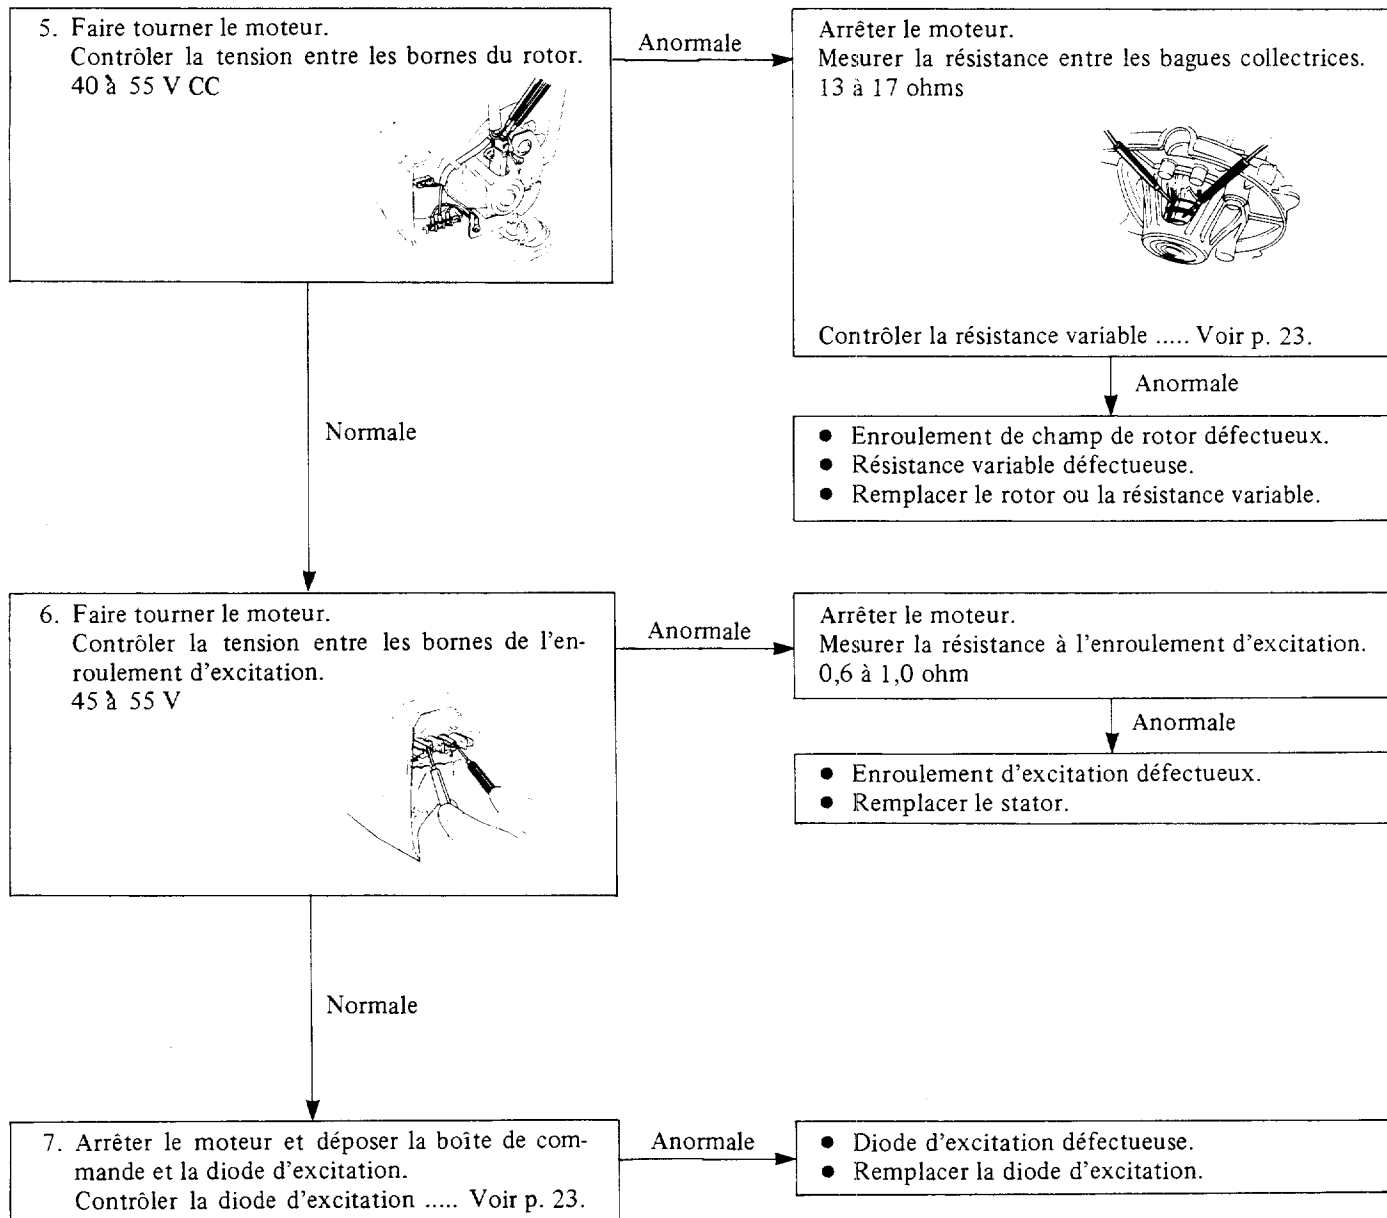 5. Faire tourner le moteur.
Contrôler la tension entre les bornes du rotor.
40 à 55 V CC
Anormale
Arrêter le moteur.
Mesurer la résistance entre les bagues collectrices.
13 à 17 ohms
Contrôler la résistance variable ..... Voir p. 23.
Anormale
● Enroulement de champ de rotor défectueux.
● Résistance variable défectueuse.
● Remplacer le rotor ou la résistance variable.
Normale
6. Faire tourner le moteur.
Contrôler la tension entre les bornes de l'en-
roulement d'excitation.
45 à 55 V
Anormale
Arrêter le moteur.
Mesurer la résistance à l'enroulement d'excitation.
0,6 à 1,0 ohm
Anormale
● Enroulement d'excitation défectueux.
● Remplacer le stator.
Normale
7. Arrêter le moteur et déposer la boîte de com-
mande et la diode d'excitation.
Contrôler la diode d'excitation ..... Voir p. 23.
Anormale
● Diode d'excitation défectueuse.
● Remplacer la diode d'excitation.